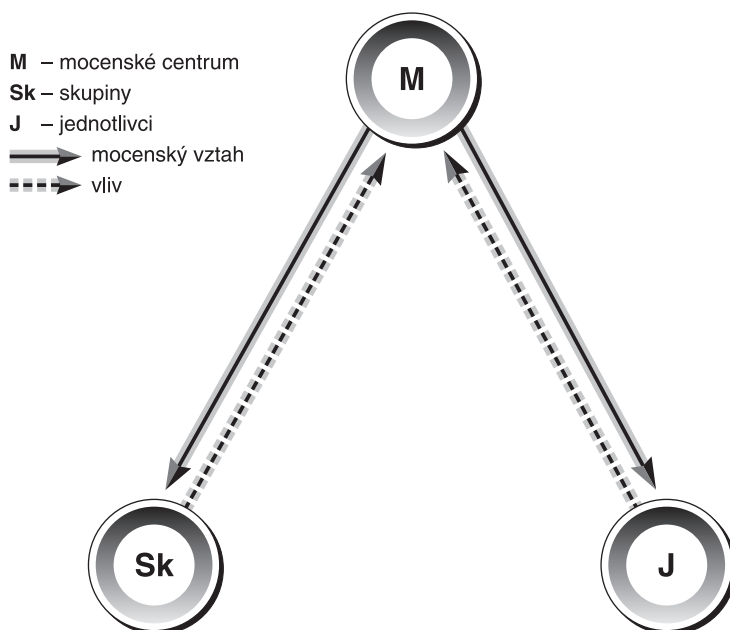 M
M – mocenské centrum
Sk – skupiny
J – jednotlivci
mocenský vztah
vliv
Sk
J